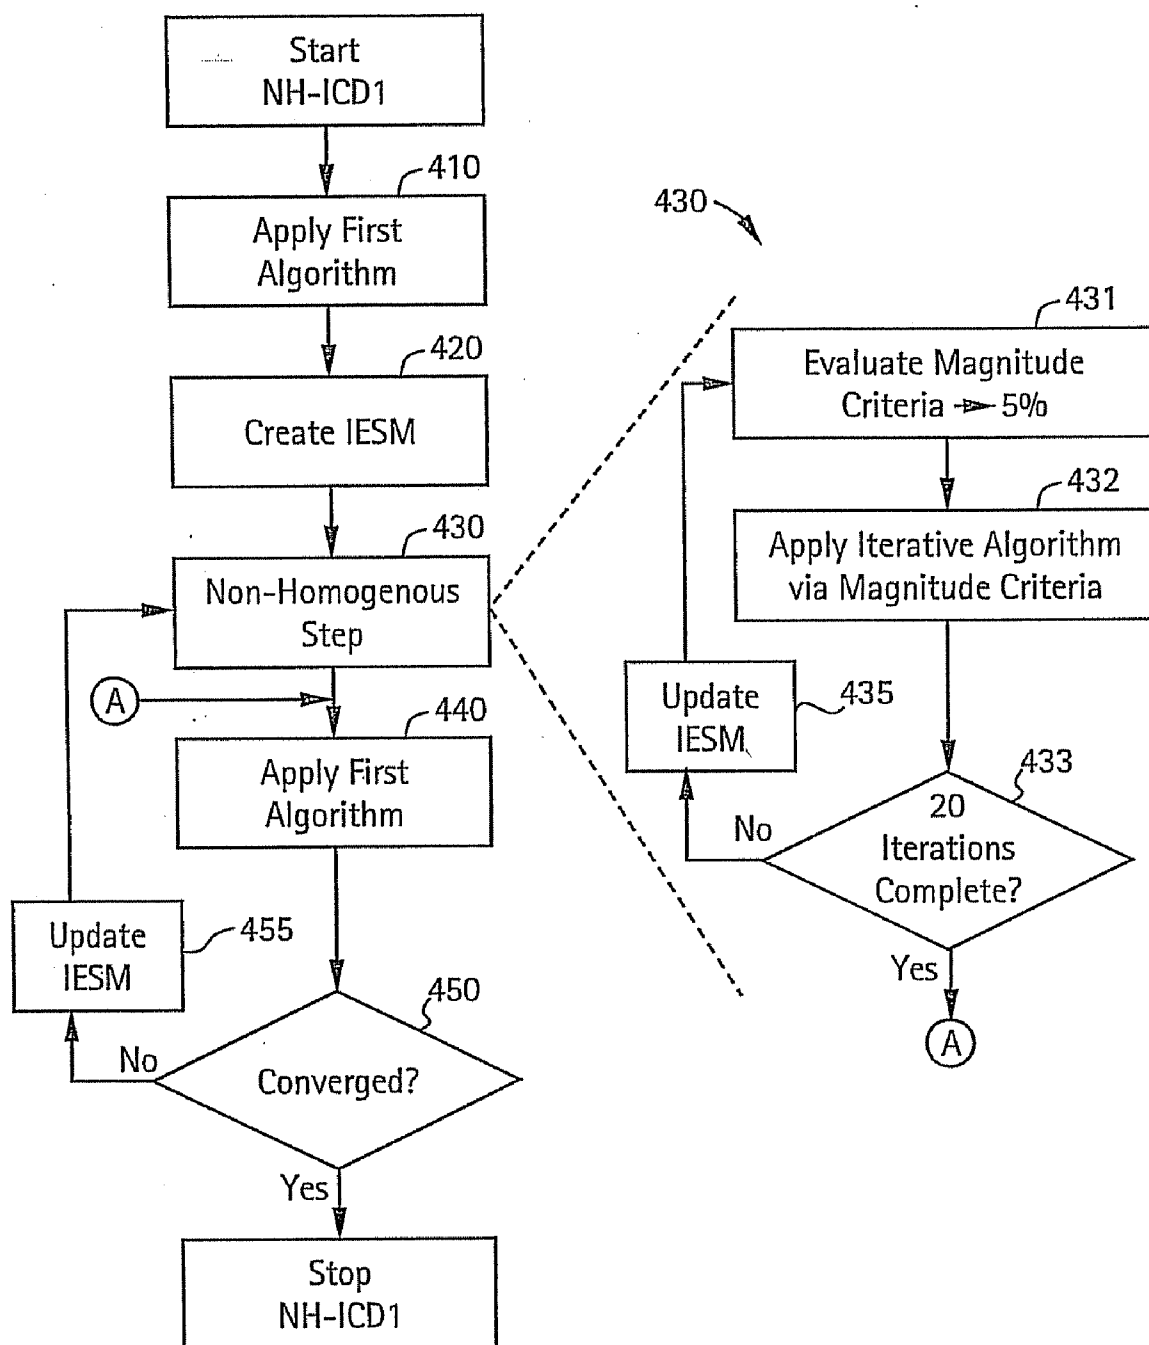 Start
NH-ICD1
410
Apply First
Algorithm
420
Create IESM
430
Non-Homogenous
Step
A
440
Apply First
Algorithm
Update
IESM
455
450
No
Converged?
Yes
Stop
NH-ICD1
430
431
Evaluate Magnitude
Criteria → 5%
432
Apply Iterative Algorithm
via Magnitude Criteria
Update
IESM
435
433
No
20
Iterations
Complete?
Yes
A